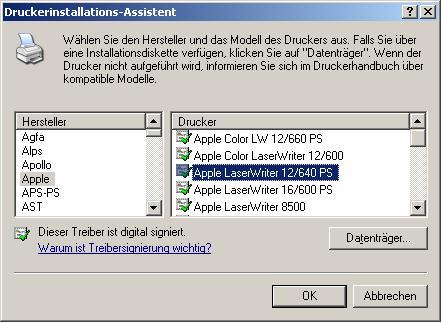 Druckerinstallations-Assistent
Wählen Sie den Hersteller und das Modell des Druckers aus. Falls Sie über
eine Installationsdiskette verfügen, klicken Sie auf "Datenträger". Wenn der
Drucker nicht aufgeführt wird, informieren Sie sich im Druckerhandbuch über
kompatible Modelle.
Hersteller
Agfa
Alps
Apollo
Apple
APS-PS
AST
Drucker
Apple Color LW 12/660 PS
Apple Color LaserWriter 12/600
Apple LaserWriter 12/640 PS
Apple LaserWriter 16/600 PS
Apple LaserWriter 8500
Dieser Treiber ist digital signiert.
Warum ist Treibersignierung wichtig?
Datenträger...
OK
Abbrechen